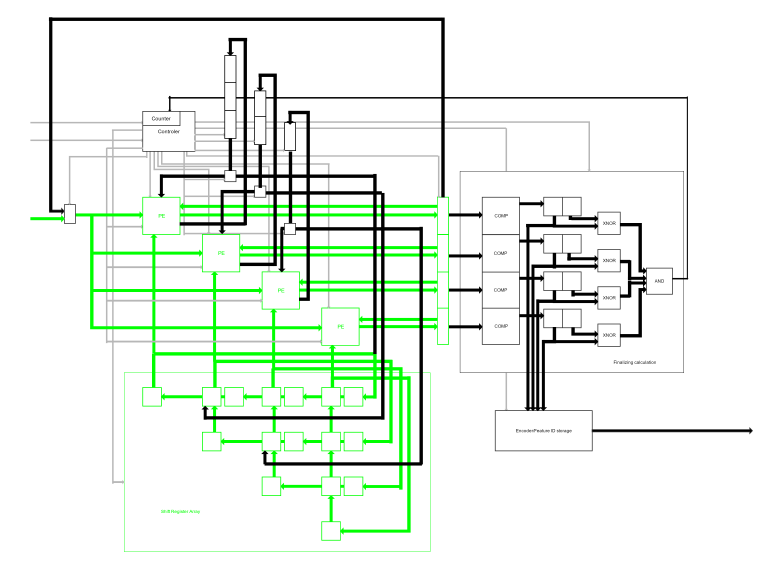 Counter
Controler
PE
COMP
XNOR
PE
COMP
XNOR
AND
PE
COMP
XNOR
PE
COMP
XNOR
Finalizing calculation
Encoder/Feature ID storage
Shift Register Array